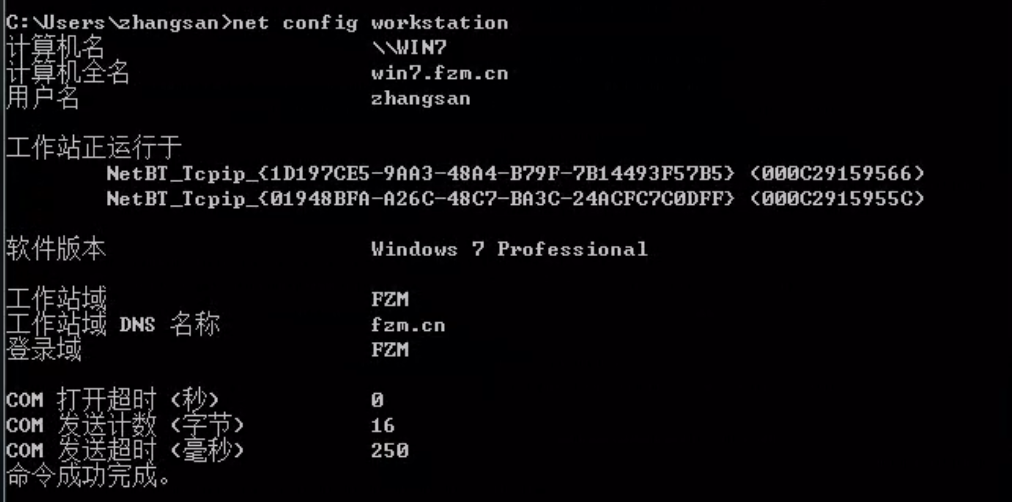 C:\Users\zhangsan>net config workstation
计算机名 \\WIN7
计算机全名 win7.fzm.cn
用户名 zhangsan
工作站正运行于
NetBT_Tcpip_{1D197CE5-9AA3-48A4-B79F-7B14493F57B5} (000C29159566)
NetBT_Tcpip_{01948BFA-A26C-48C7-BA3C-24ACFC7C0DFF} (000C2915955C)
软件版本 Windows 7 Professional
工作站域 FZM
工作站域 DNS 名称 fzm.cn
登录域 FZM
COM 打开超时 (秒) 0
COM 发送计数 (字节) 16
COM 发送超时 (毫秒) 250
命令成功完成。